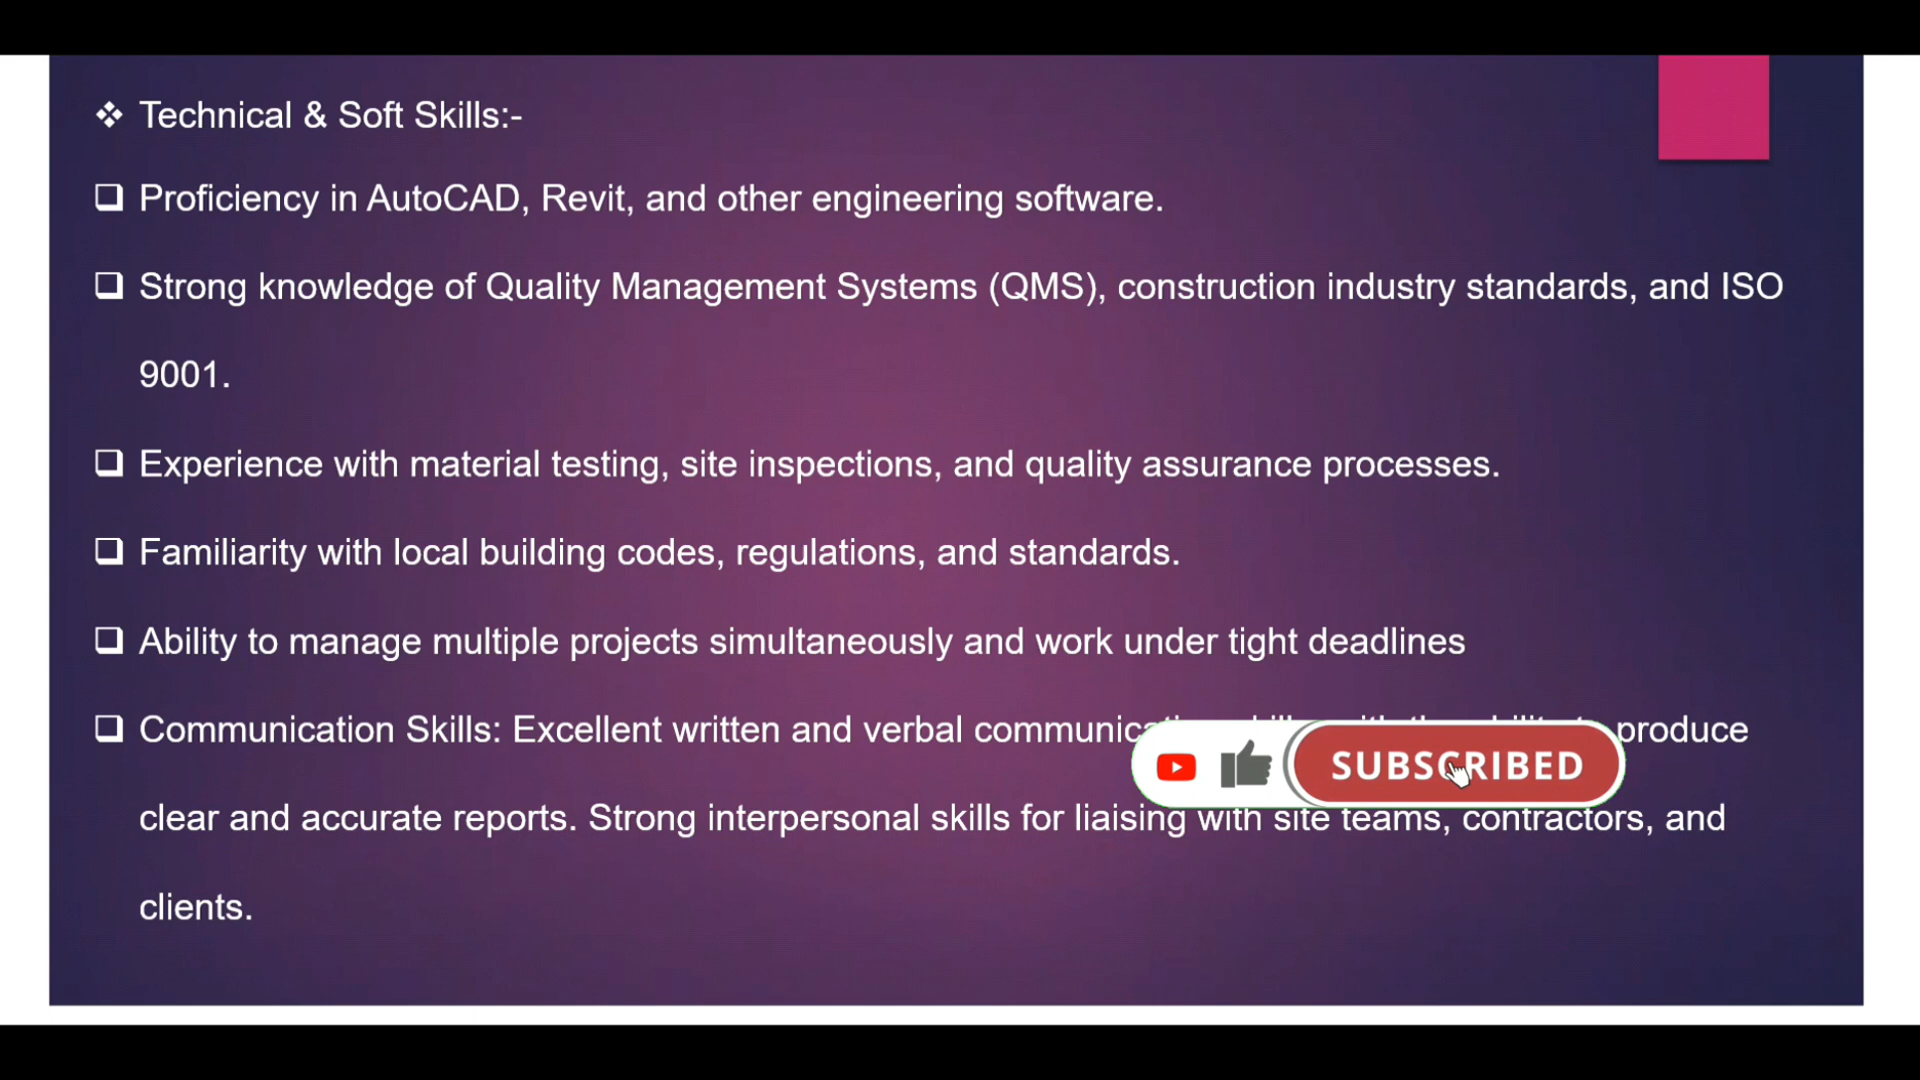 Technical & Soft Skills:-
Proficiency in AutoCAD, Revit, and other engineering software.
Strong knowledge of Quality Management Systems (QMS), construction industry standards, and ISO
9001.
Experience with material testing, site inspections, and quality assurance processes.
Familiarity with local building codes, regulations, and standards.
Ability to manage multiple projects simultaneously and work under tight deadlines
Communication Skills: Excellent written and verbal produce
SUBSCRIBED
clear and accurate reports. Strong interpersonal skills for liaising with site teams, contractors, and
clients.